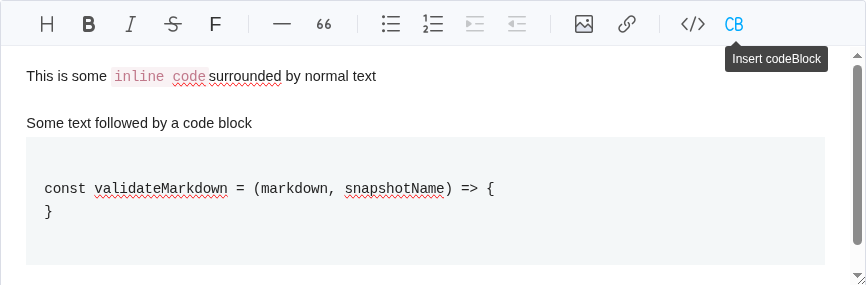 H B I S F — 66 </> CB
Insert codeBlock
This is some inline code surrounded by normal text
Some text followed by a code block
const validateMarkdown = (markdown, snapshotName) => {
}